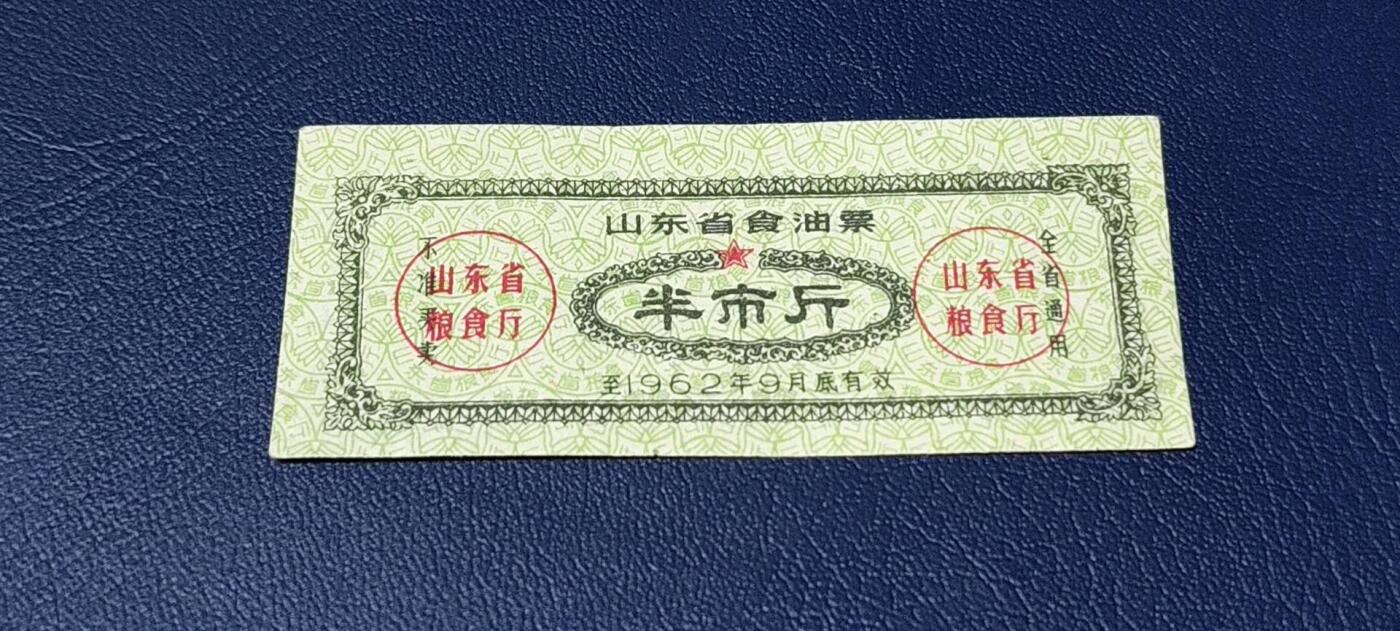 山东省食油票
不准买卖
山东省
粮食厅
半市斤
山东省
粮食厅
全省通用
至1962年9月底有效